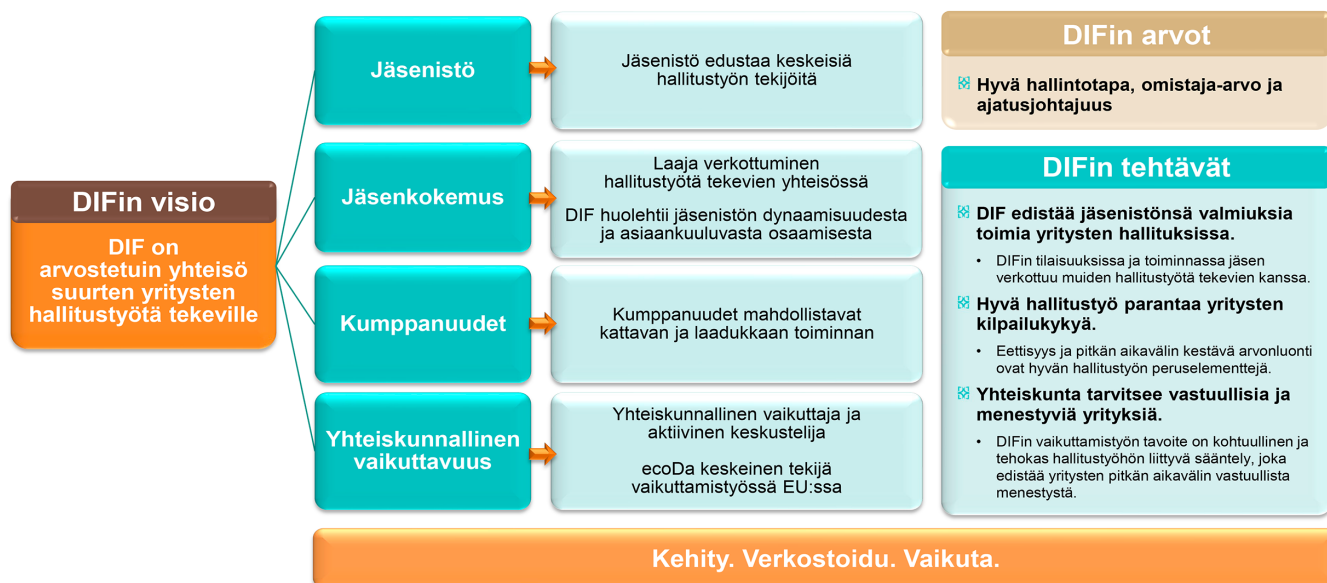 DIFin visio
DIF on
arvostetuin yhteisö
suurten yritysten
hallitustyötä tekeville
Jäsenistö
Jäsenistö edustaa keskeisiä
hallitustyön tekijöitä
Jäsenkokemus
Laaja verkottuminen
hallitustyötä tekevien yhteisössä
DIF huolehtii jäsenistön dynaamisuudesta
ja asiaankuuluvasta osaamisesta
Kumppanuudet
Kumppanuudet mahdollistavat
kattavan ja laadukkaan toiminnan
Yhteiskunnallinen
vaikuttavuus
Yhteiskunnallinen vaikuttaja ja
aktiivinen keskustelija
ecoDa keskeinen tekijä
vaikuttamistyössä EU:ssa
DIFin arvot
Hyvä hallintotapa, omistaja-arvo ja
ajatusjohtajuus
DIFin tehtävät
DIF edistää jäsenistönsä valmiuksia
toimia yritysten hallituksissa.
• DIFin tilaisuuksissa ja toiminnassa jäsen
verkottuu muiden hallitustyötä tekevien kanssa.
Hyvä hallitustyö parantaa yritysten
kilpailukykyä.
• Eettisyys ja pitkän aikavälin kestävä arvonluonti
ovat hyvän hallitustyön peruselementtejä.
Yhteiskunta tarvitsee vastuullisia ja
menestyviä yrityksiä.
• DIFin vaikuttamistyön tavoite on kohtuullinen ja
tehokas hallitustyöhön liittyvä sääntely, joka
edistää yritysten pitkän aikavälin vastuullista
menestystä.
Kehity. Verkostoidu. Vaikuta.